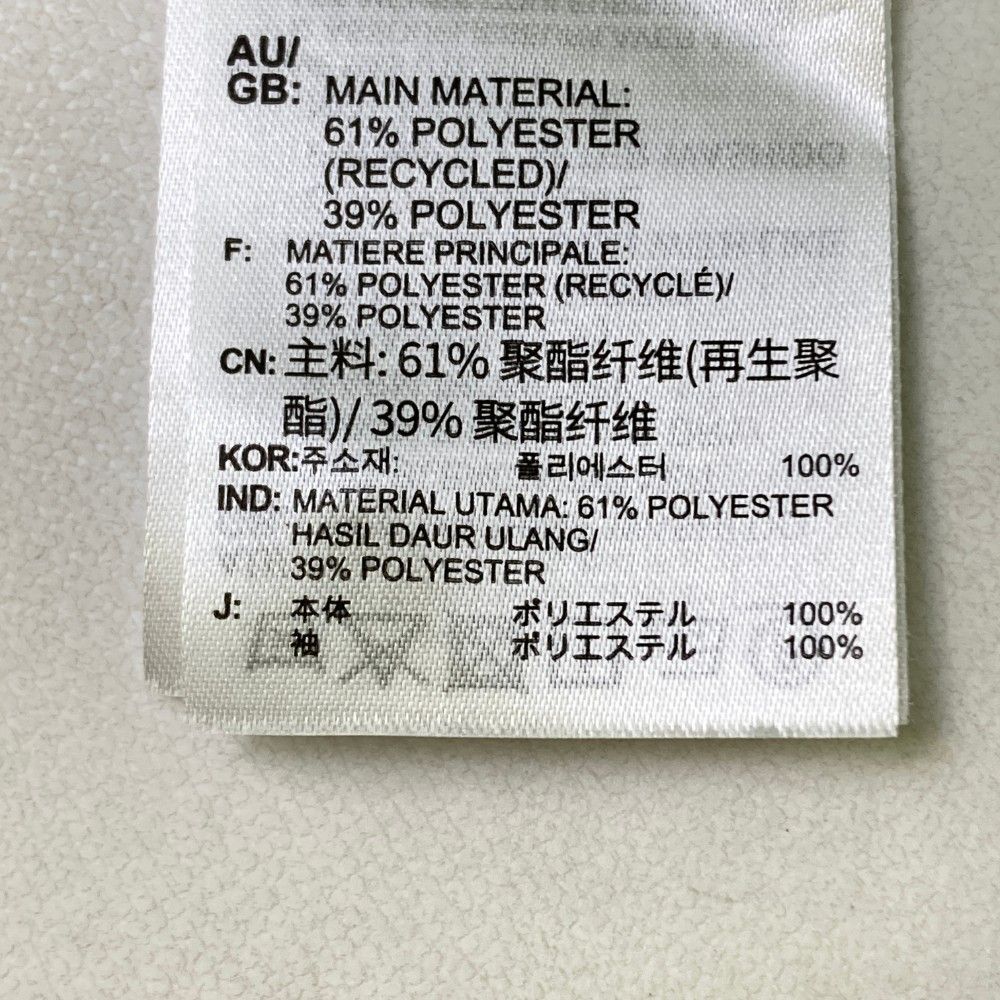 AU/
GB: MAIN MATERIAL:
61% POLYESTER
(RECYCLED)/
39% POLYESTER
F: MATIERE PRINCIPALE:
61% POLYESTER (RECYCLÉ)/
39% POLYESTER
CN: 主料: 61% 聚酯纤维(再生聚
酯)/ 39% 聚酯纤维
KOR:주소재: 폴리에스터 100%
IND: MATERIAL UTAMA: 61% POLYESTER
HASIL DAUR ULANG/
39% POLYESTER
J: 本体 ポリエステル 100%
袖 ポリエステル 100%